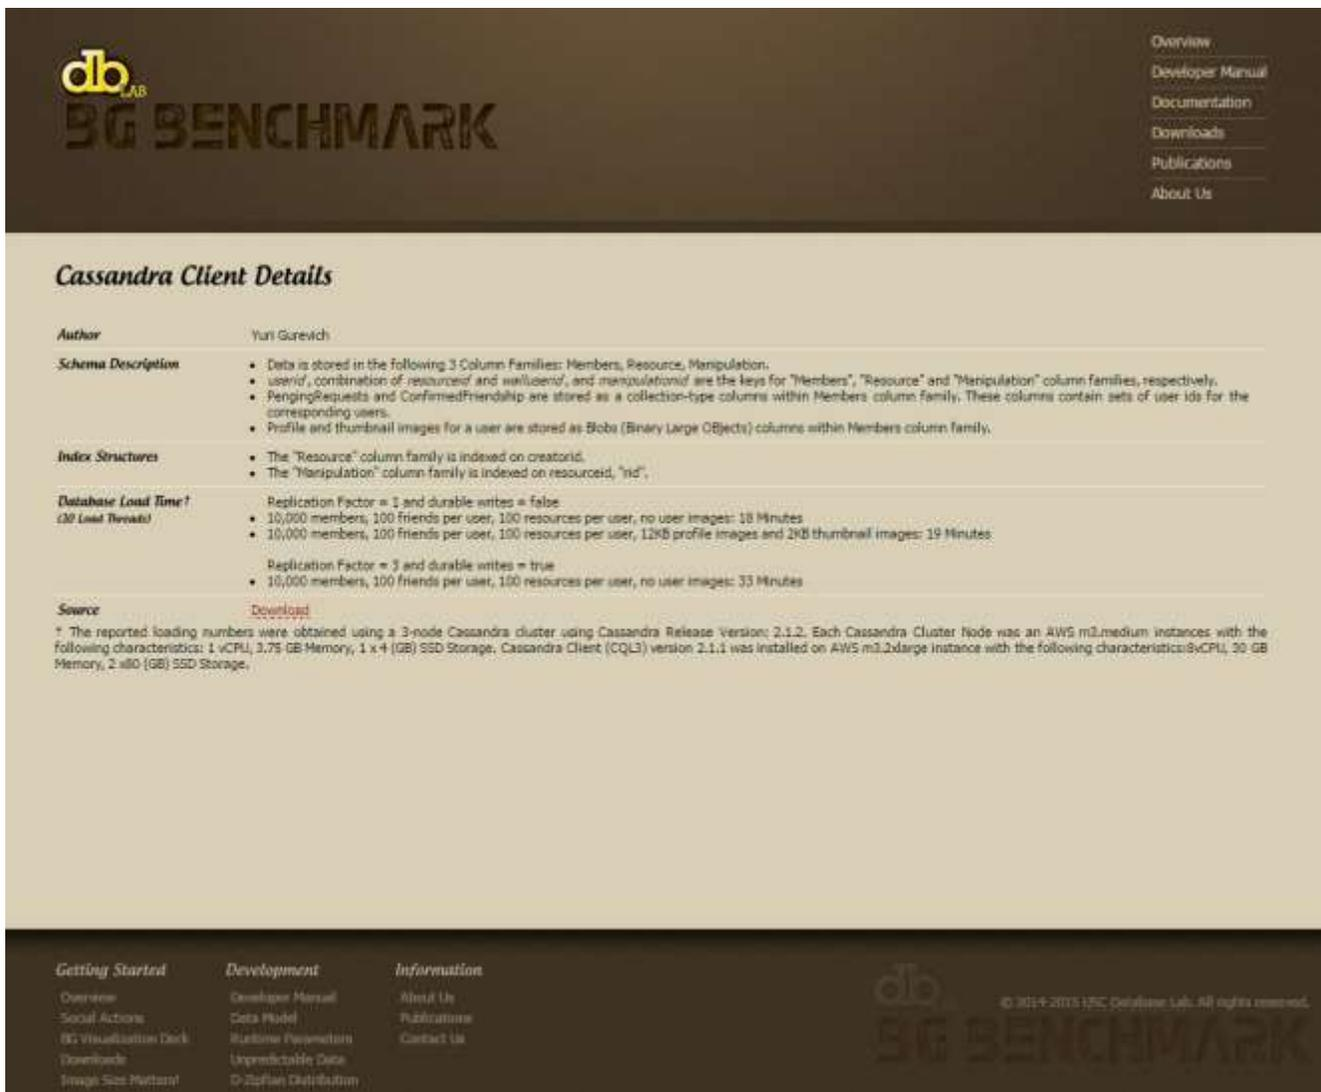 db LAB
BG BENCHMARK
Overview
Developer Manual
Documentation
Downloads
Publications
About Us
Cassandra Client Details
Author
Yuri Gurevich
Schema Description
• Data is stored in the following 3 Column Families: Members, Resource, Manipulation.
• userid, combination of resourceid and walluserid, and manipulationid are the keys for "Members", "Resource" and "Manipulation" column families, respectively.
• PengingRequests and ConfirmedFriendship are stored as a collection-type columns within Members column family. These columns contain sets of user ids for the
corresponding users.
• Profile and thumbnail images for a user are stored as Blobs (Binary Large OBjects) columns within Members column family.
Index Structures
• The "Resource" column family is indexed on creatorid.
• The "Manipulation" column family is indexed on resourceid, "rid".
Database Load Time†
(30 Load Threads)
Replication Factor = 1 and durable writes = false
• 10,000 members, 100 friends per user, 100 resources per user, no user images: 18 Minutes
• 10,000 members, 100 friends per user, 100 resources per user, 12KB profile images and 2KB thumbnail images: 19 Minutes
Replication Factor = 3 and durable writes = true
• 10,000 members, 100 friends per user, 100 resources per user, no user images: 33 Minutes
Source
Download
† The reported loading numbers were obtained using a 3-node Cassandra cluster using Cassandra Release Version: 2.1.2. Each Cassandra Cluster Node was an AWS m3.medium instances with the
following characteristics: 1 vCPU, 3.75 GB Memory, 1 x 4 (GB) SSD Storage. Cassandra Client (CQL3) version 2.1.1 was installed on AWS m3.2xlarge instance with the following characteristics:8vCPU, 30 GB
Memory, 2 x80 (GB) SSD Storage.
Getting Started
Overview
Social Actions
BG Visualization Deck
Downloads
Image Size Matters!
Development
Developer Manual
Data Model
Runtime Parameters
Unpredictable Data
D-Zipfian Distribution
Information
About Us
Publications
Contact Us
db
BG BENCHMARK
© 2014-2015 USC Database Lab. All rights reserved.